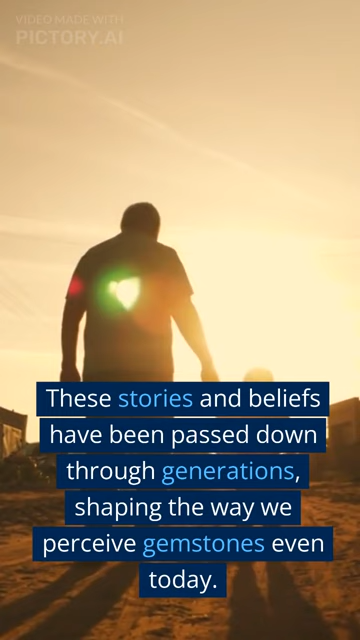 VIDEO MADE WITH
PICTORY.AI
These stories and beliefs
have been passed down
through generations,
shaping the way we
perceive gemstones even
today.